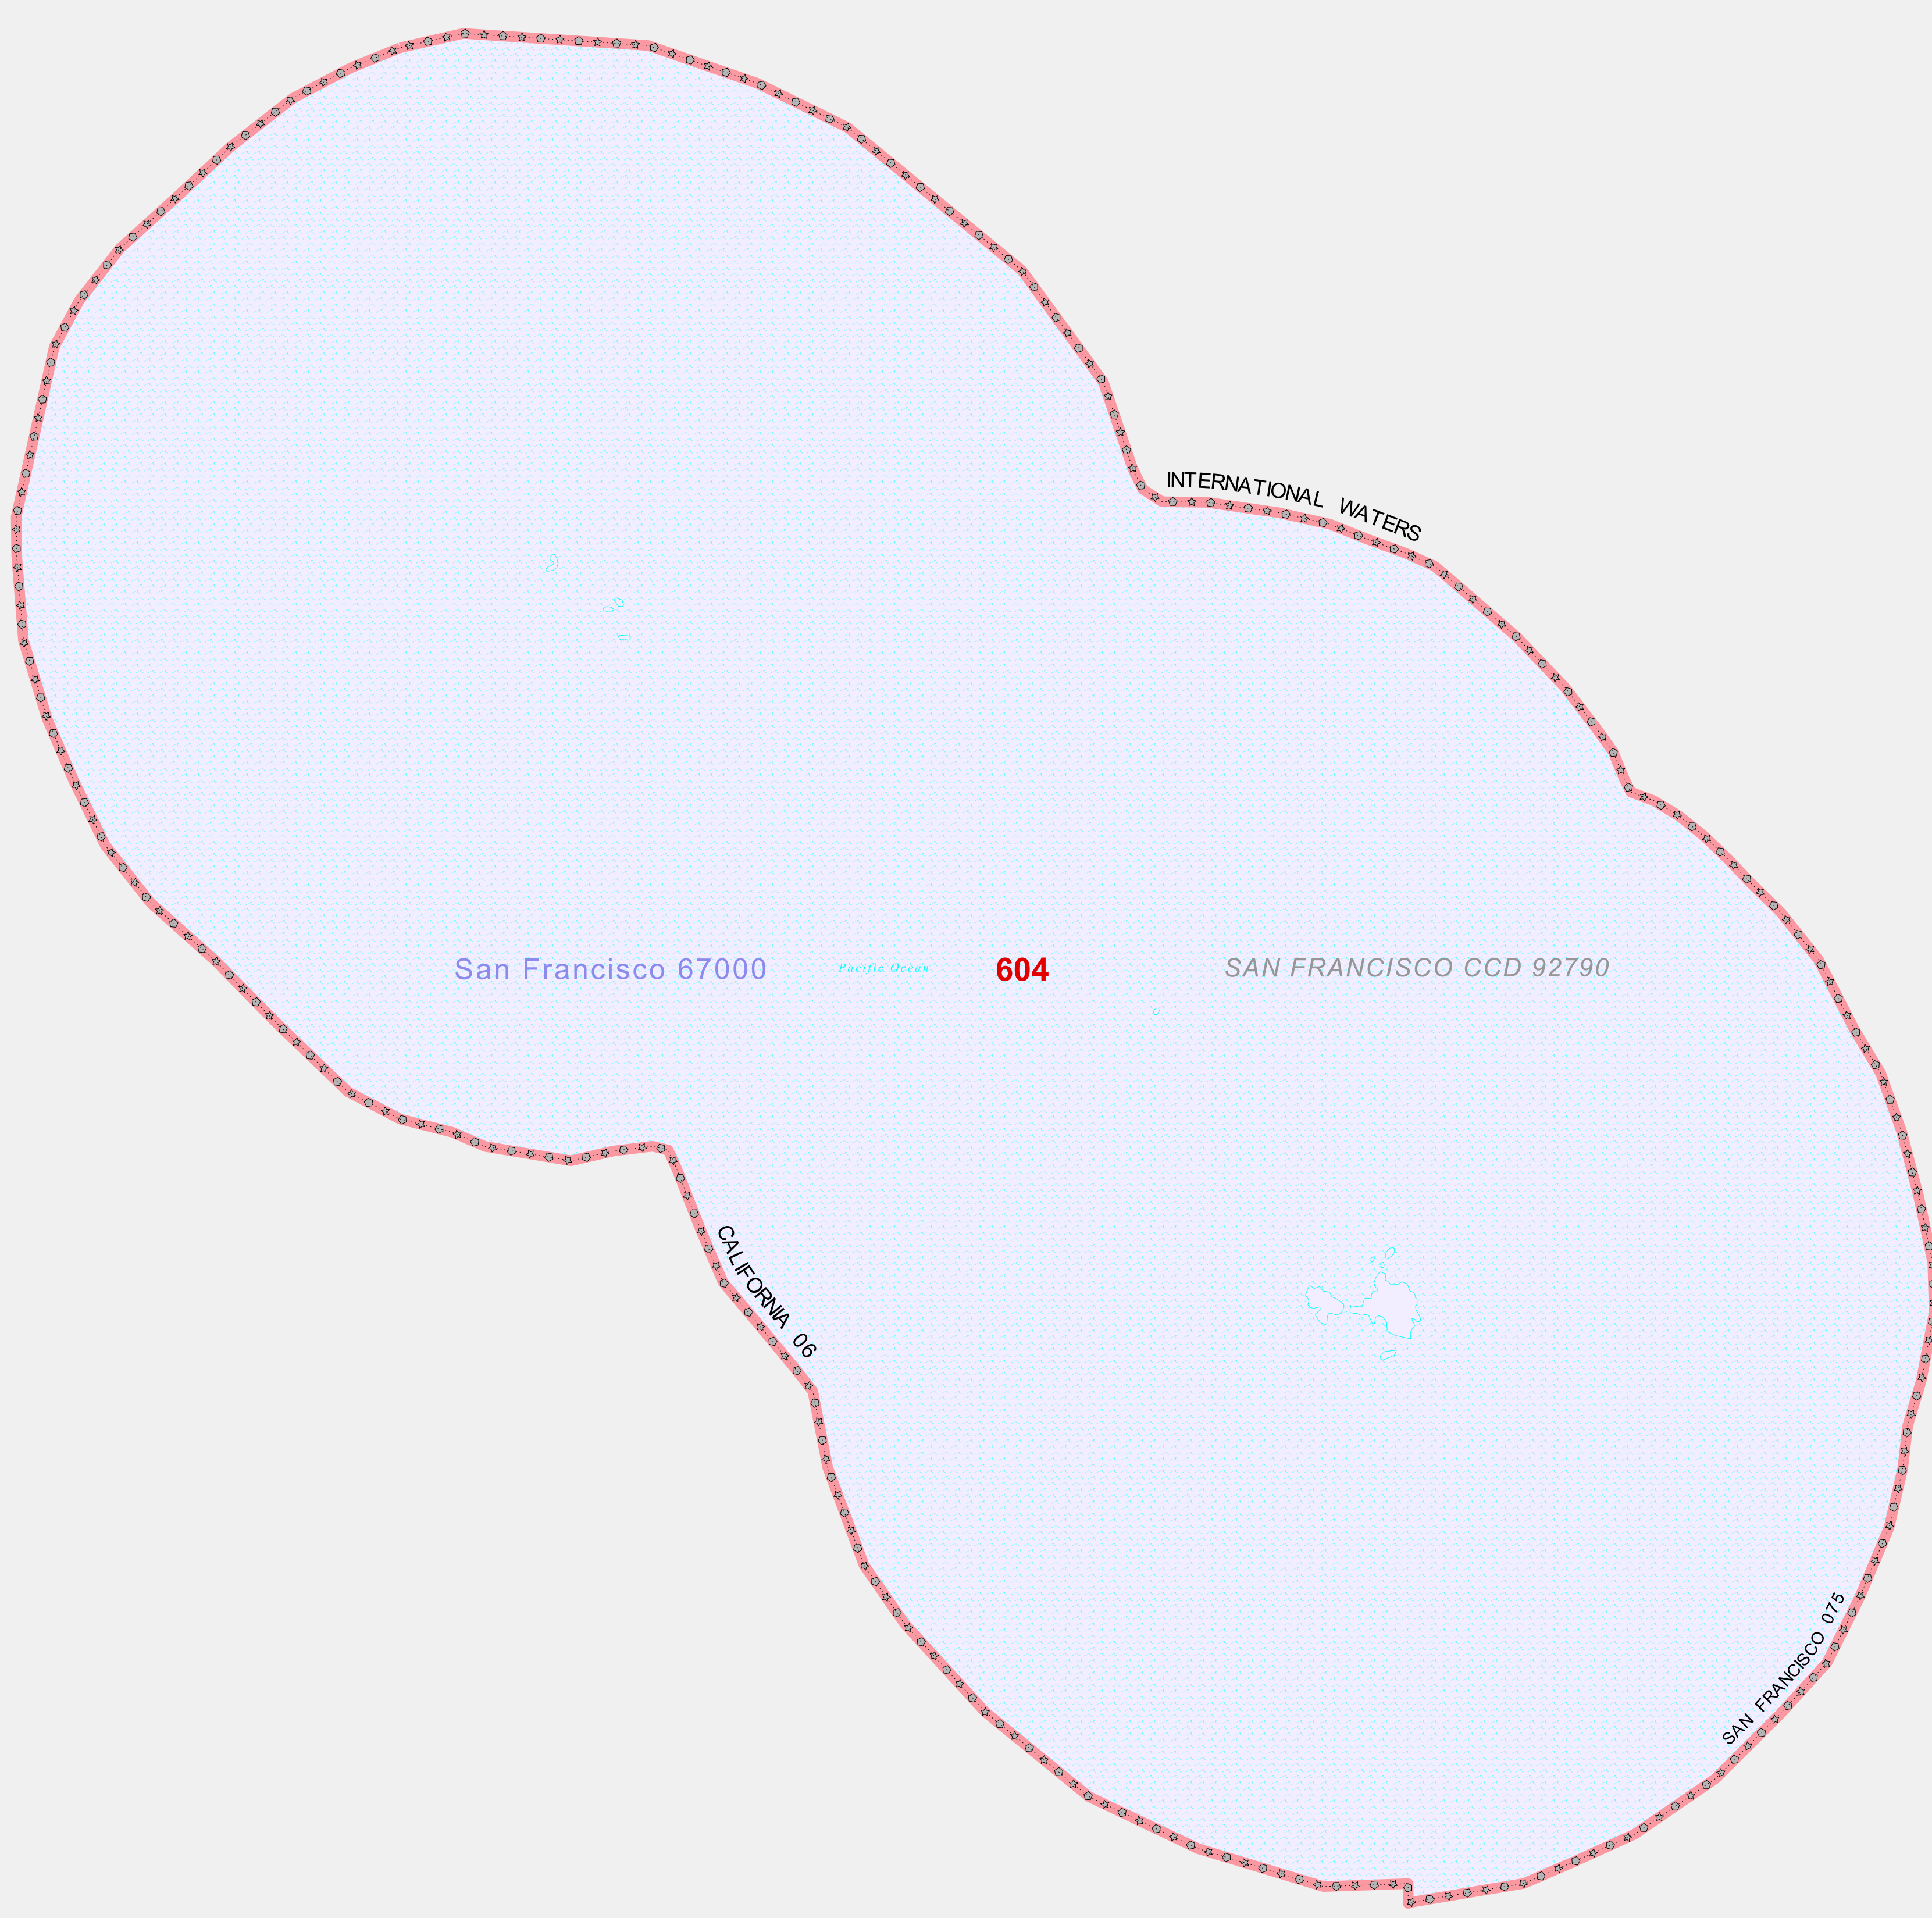 INTERNATIONAL WATERS
San Francisco 67000
Pacific Ocean
604
SAN FRANCISCO CCD 92790
CALIFORNIA 06
SAN FRANCISCO 075